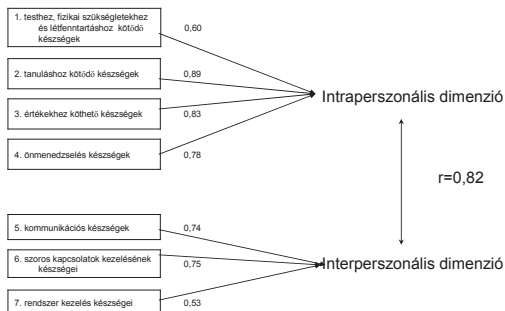 1. testhez, fizikai szükségletekhez
és létfenntartáshoz kötődő
készségek
0,60
2. tanuláshoz kötődő készségek
0,89
3. értékekhez köthető készségek
0,83
4. önmenedzselés készségek
0,78
Intraperszonális dimenzió
r=0,82
5. kommunikációs készségek
0,74
6. szoros kapcsolatok kezelésének
készségei
0,75
7. rendszer kezelés készségei
0,53
Interperszonális dimenzió